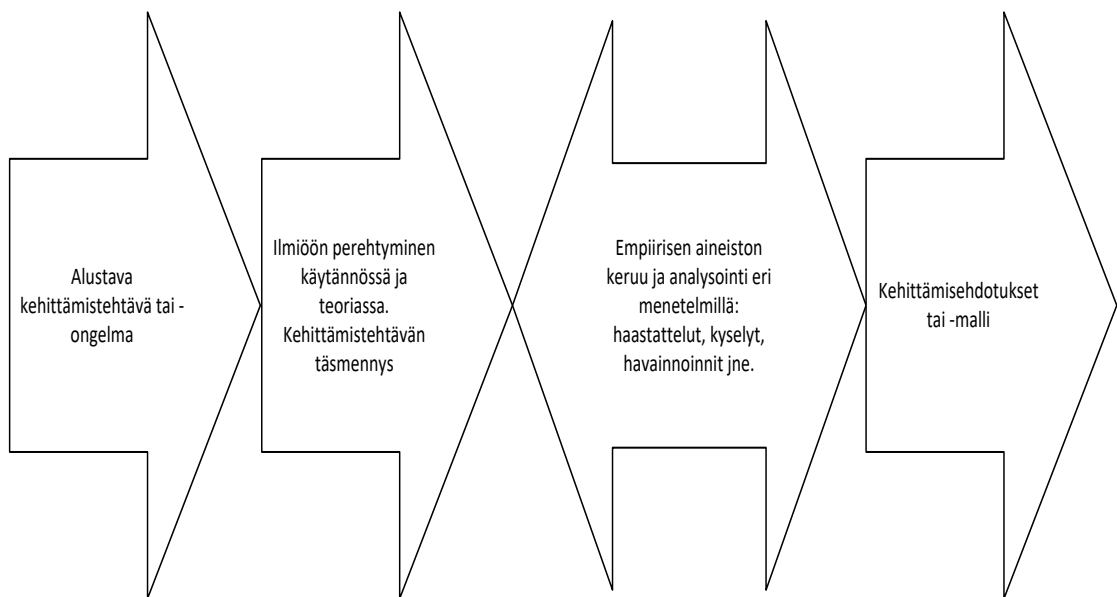 Alustava
kehittämistehtävä tai -
ongelma
Ilmiöön perehtyminen
käytännössä ja
teoriassa.
Kehittämistehtävän
täsmennys
Empiirisen aineiston
keruu ja analysointi eri
menetelmillä:
haastattelut, kyselyt,
havainnoinnit jne.
Kehittämisehdotukset
tai -malli